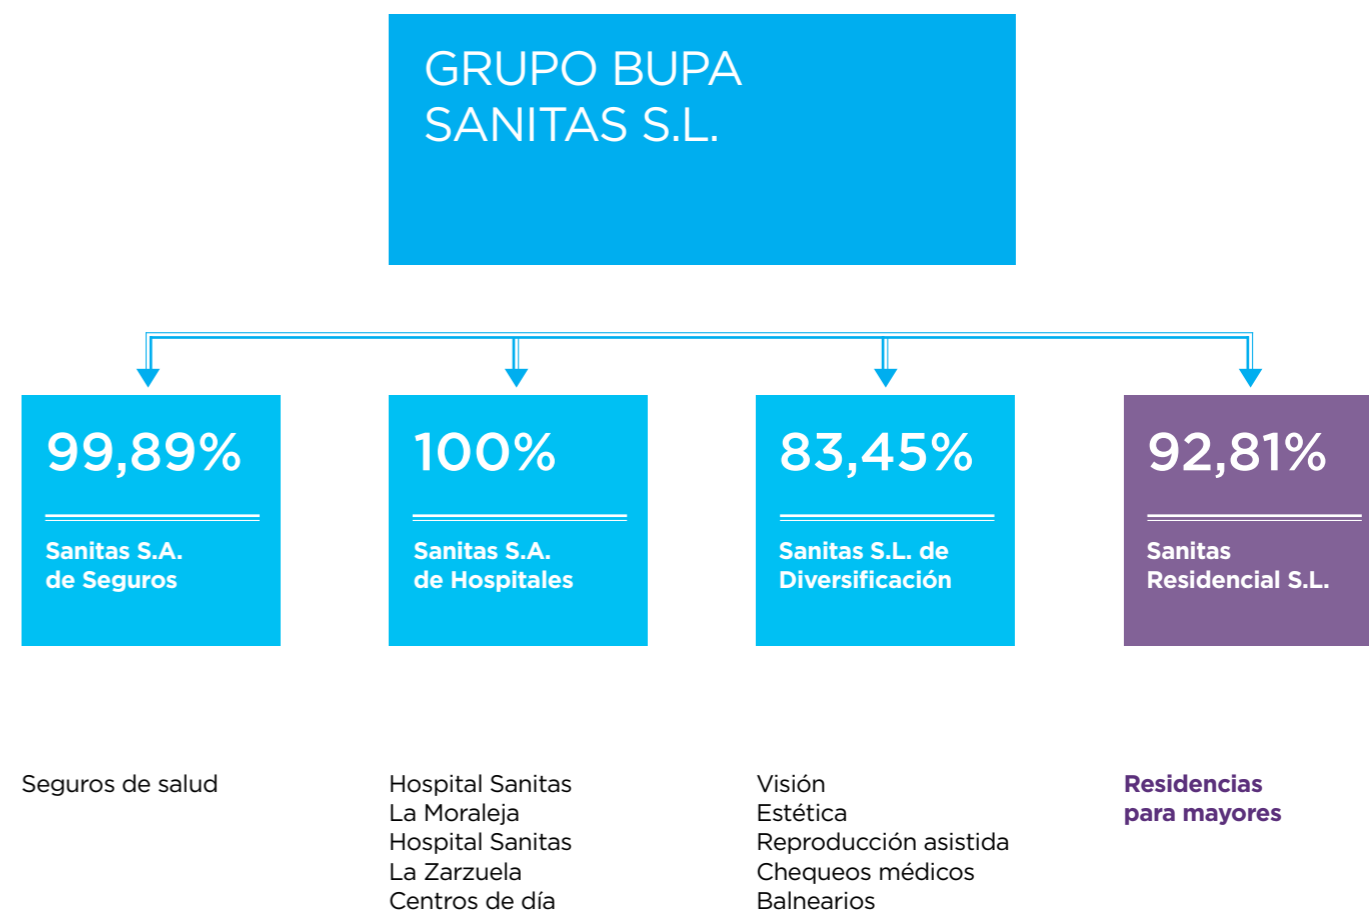 GRUPO BUPA
SANITAS S.L.
99,89%
Sanitas S.A.
de Seguros
100%
Sanitas S.A.
de Hospitales
83,45%
Sanitas S.L. de
Diversificación
92,81%
Sanitas
Residencial S.L.
Seguros de salud
Hospital Sanitas
La Moraleja
Hospital Sanitas
La Zarzuela
Centros de día
Visión
Estética
Reproducción asistida
Chequeos médicos
Balnearios
Residencias
para mayores